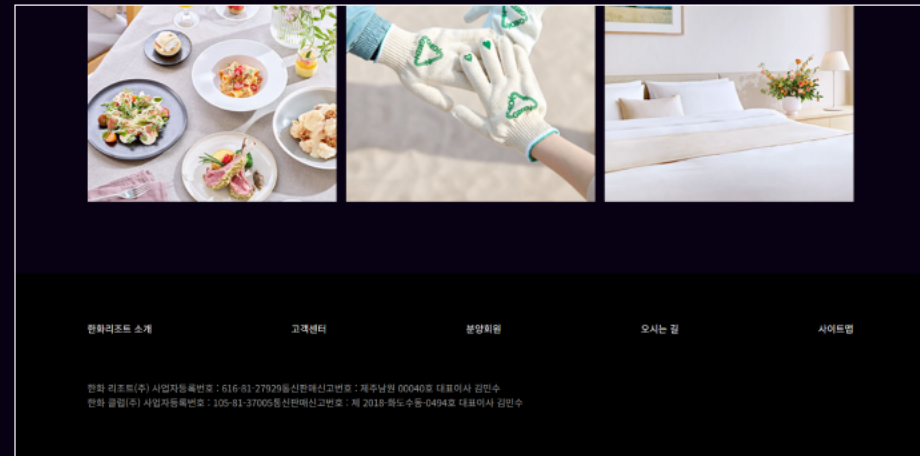 한화리조트 소개
고객센터
분양회원
오시는 길
사이트맵
한화 리조트(주) 사업자등록번호 : 616-81-27929통신판매신고번호 : 제주남원 00040호 대표이사 김민수
한화 클럽(주) 사업자등록번호 : 105-81-37005통신판매신고번호 : 제 2018-화도수동-0494호 대표이사 김민수